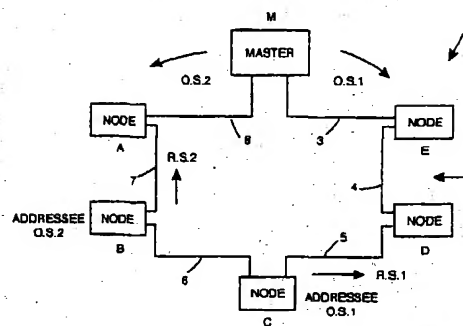 M
MASTER
O.S.2
O.S.1
NODE
A
8
3
NODE
E
7
R.S.2
4
ADDRESSEE
O.S.2
NODE
B
NODE
D
6
5
NODE
C
R.S.1
ADDRESSEE
O.S.1